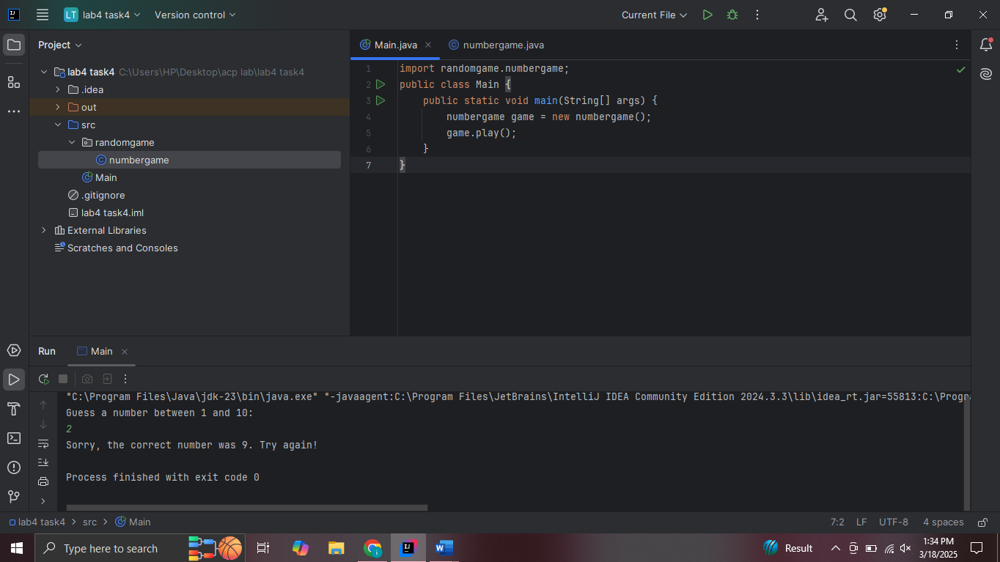 LT lab4 task4 Version control Current File
Project
Main.java numbergame.java
lab4 task4 C:\Users\HP\Desktop\acp lab\lab4 task4
.idea
out
src
randomgame
numbergame
Main
.gitignore
lab4 task4.iml
External Libraries
Scratches and Consoles
1 import randomgame.numbergame;
2 public class Main {
3 public static void main(String[] args) {
4 numbergame game = new numbergame();
5 game.play();
6 }
7 }
Run Main
"C:\Program Files\Java\jdk-23\bin\java.exe" "-javaagent:C:\Program Files\JetBrains\IntelliJ IDEA Community Edition 2024.3.3\lib\idea_rt.jar=55813:C:\Progra
Guess a number between 1 and 10:
2
Sorry, the correct number was 9. Try again!
Process finished with exit code 0
lab4 task4 > src > Main 7:2 LF UTF-8 4 spaces
Type here to search Result 1:34 PM
3/18/2025